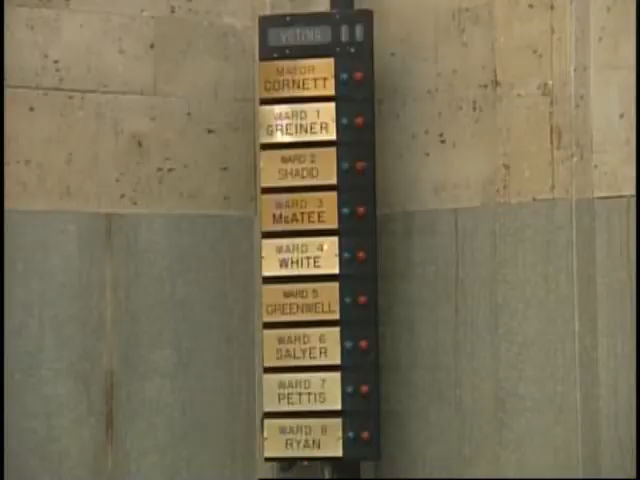 VOTING
MAYOR
CORNETT
WARD 1
GREINER
WARD 2
SHADID
WARD 3
McATEE
WARD 4
WHITE
WARD 5
GREENWELL
WARD 6
SALYER
WARD 7
PETTIS
WARD 8
RYAN